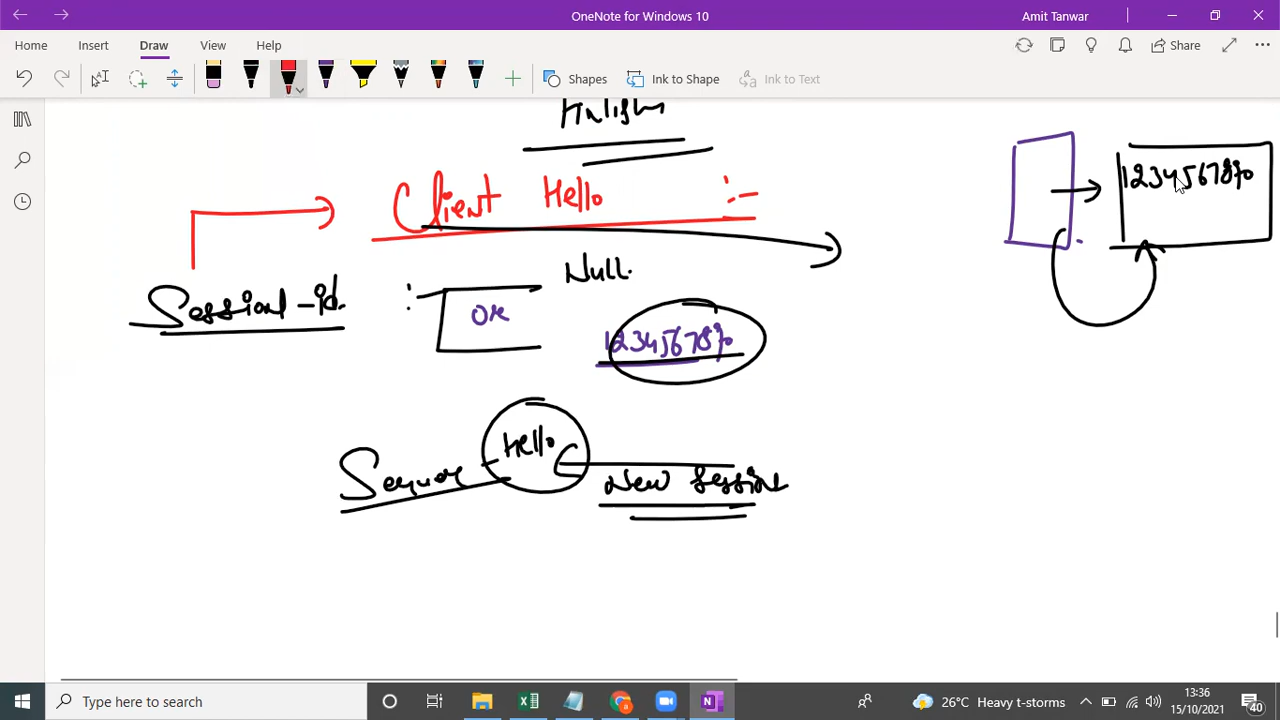 OneNote for Windows 10
Amit Tanwar
Home Insert Draw View Help
Share
Shapes
Ink to Shape
Ink to Text
Client Hello :-
1234567890
Null.
Session-id. :
OR
1234567890
Server Hello
New Session
Type here to search
26°C Heavy t-storms
13:36
15/10/2021
40